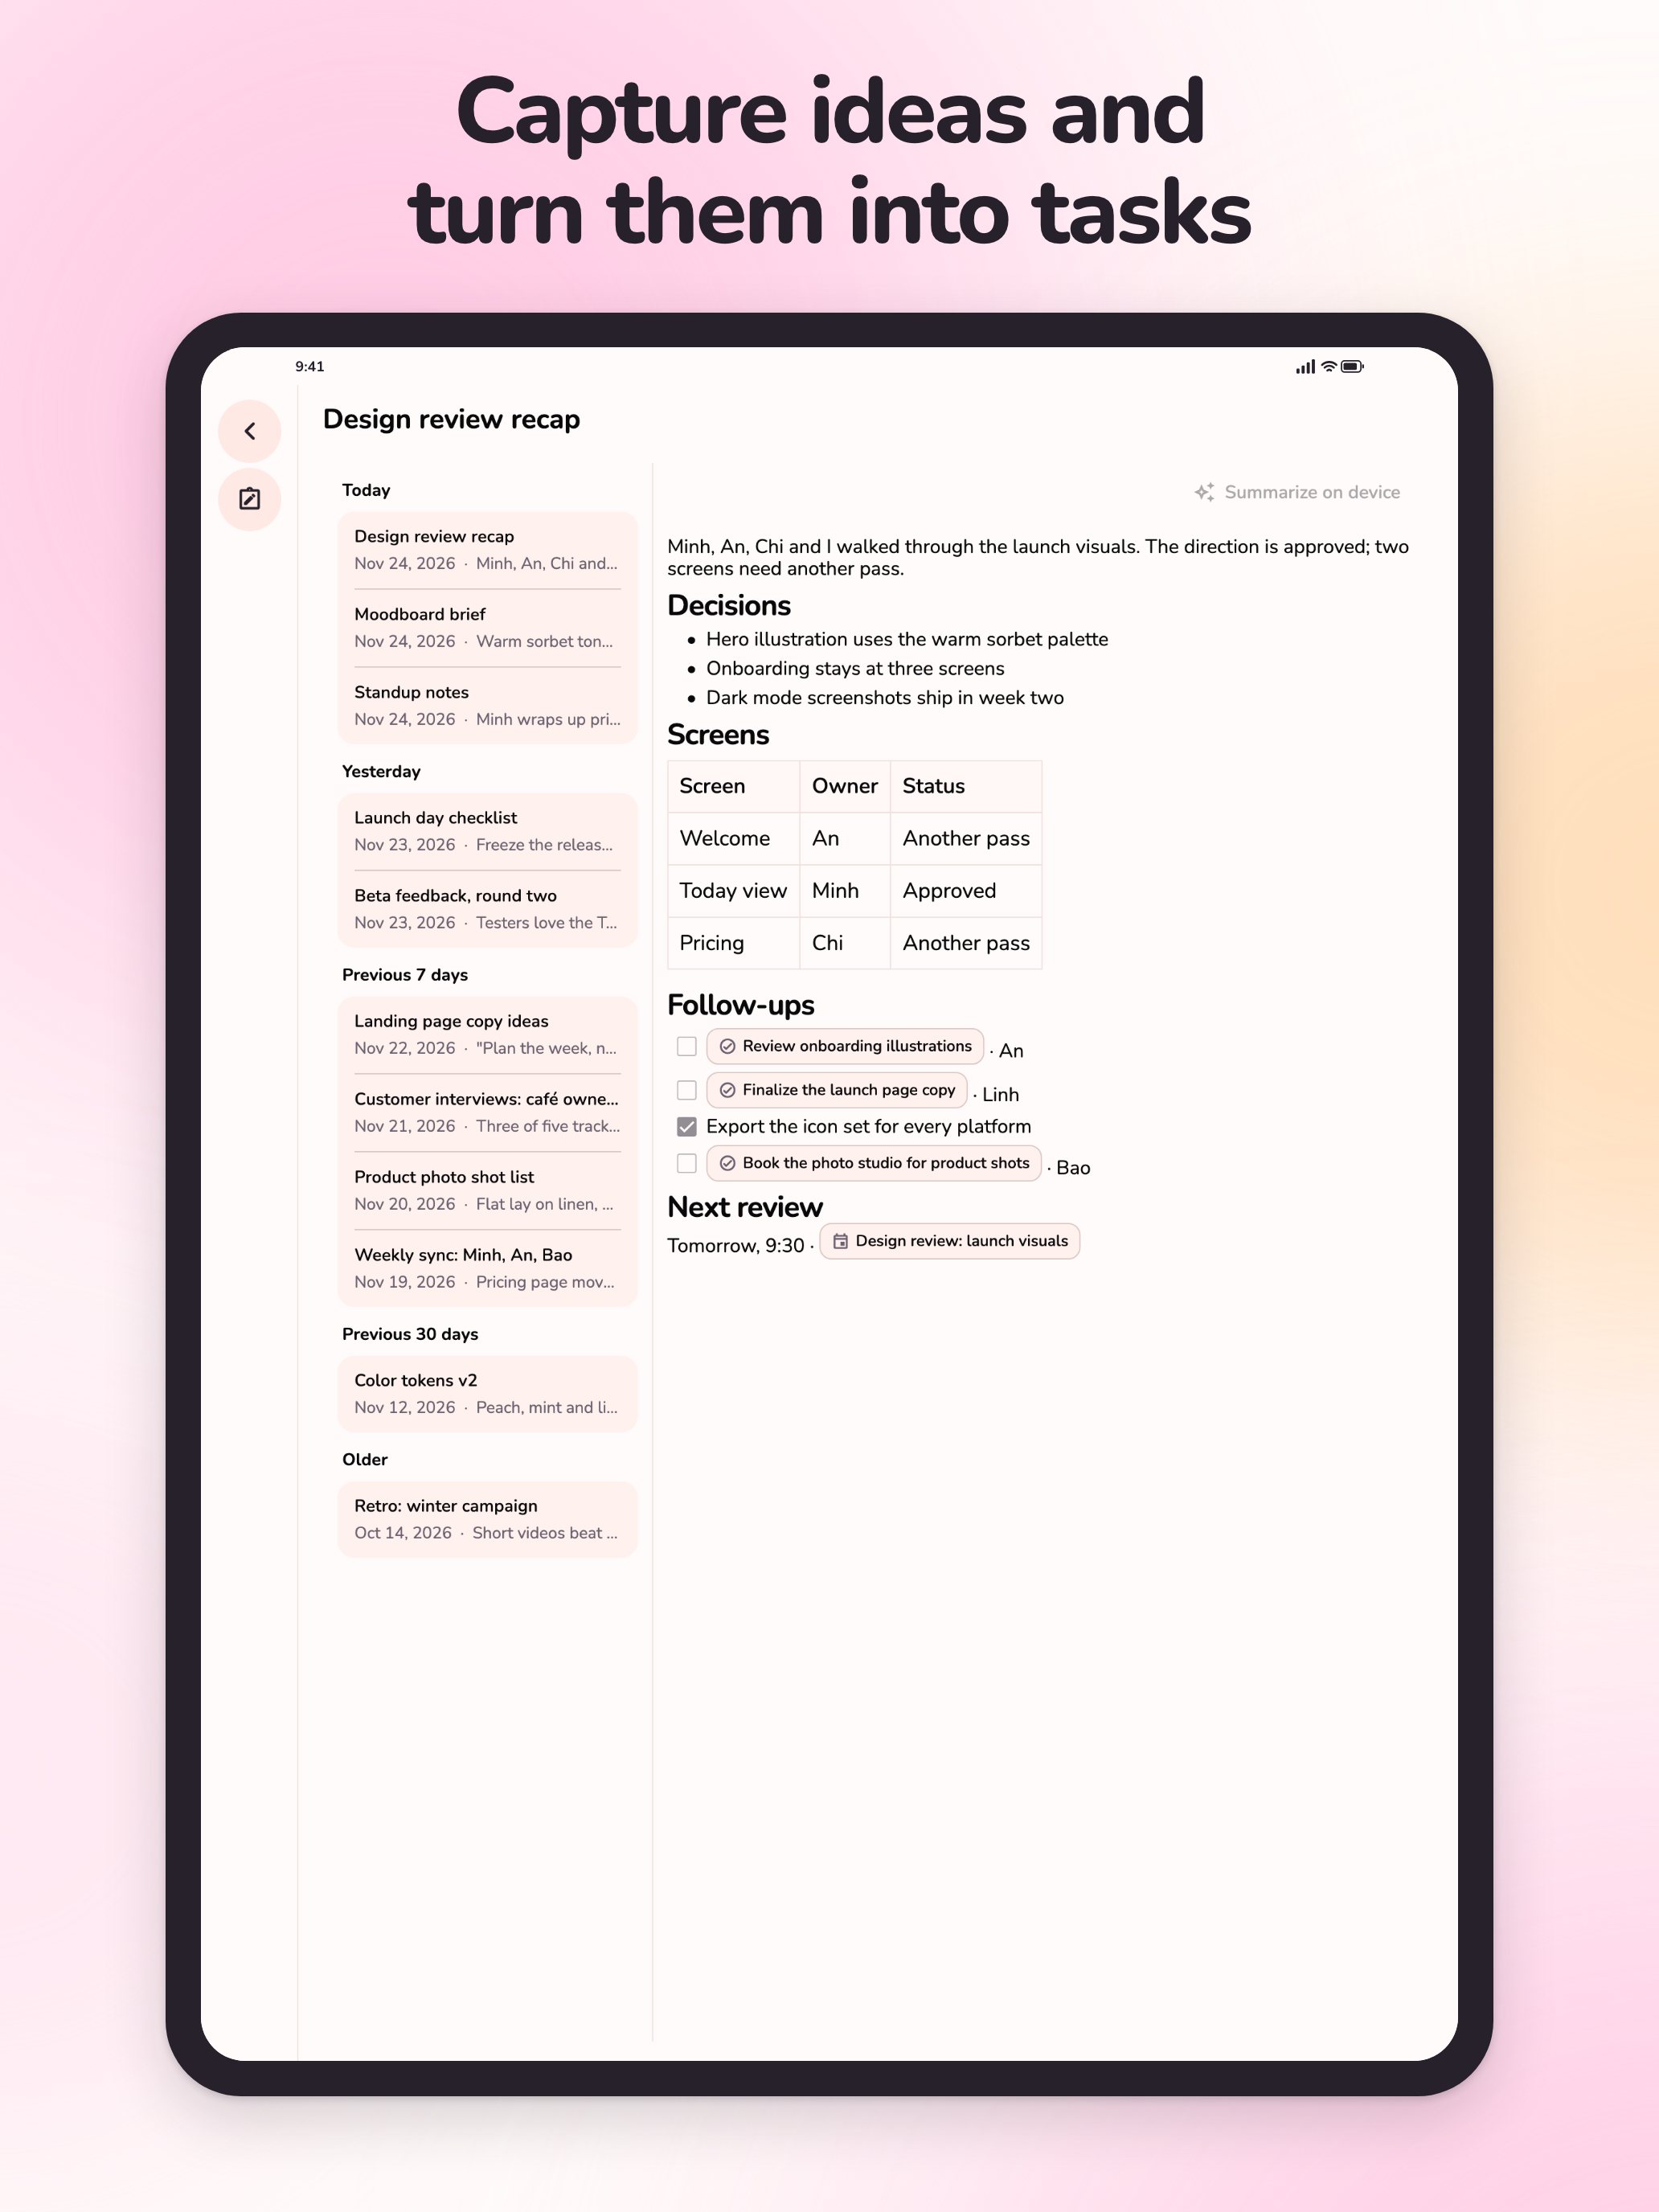 Capture ideas and
turn them into tasks
9:41
Design review recap
Today
Design review recap
Nov 24, 2026 · Minh, An, Chi and...
Moodboard brief
Nov 24, 2026 · Warm sorbet ton...
Standup notes
Nov 24, 2026 · Minh wraps up pri...
Yesterday
Launch day checklist
Nov 23, 2026 · Freeze the releas...
Beta feedback, round two
Nov 23, 2026 · Testers love the T...
Previous 7 days
Landing page copy ideas
Nov 22, 2026 · "Plan the week, n...
Customer interviews: café owne...
Nov 21, 2026 · Three of five track...
Product photo shot list
Nov 20, 2026 · Flat lay on linen, ...
Weekly sync: Minh, An, Bao
Nov 19, 2026 · Pricing page mov...
Previous 30 days
Color tokens v2
Nov 12, 2026 · Peach, mint and li...
Older
Retro: winter campaign
Oct 14, 2026 · Short videos beat ...
Summarize on device
Minh, An, Chi and I walked through the launch visuals. The direction is approved; two
screens need another pass.
Decisions
• Hero illustration uses the warm sorbet palette
• Onboarding stays at three screens
• Dark mode screenshots ship in week two
Screens
Screen Owner Status
Welcome An Another pass
Today view Minh Approved
Pricing Chi Another pass
Follow-ups
Review onboarding illustrations · An
Finalize the launch page copy · Linh
Export the icon set for every platform
Book the photo studio for product shots · Bao
Next review
Tomorrow, 9:30 · Design review: launch visuals